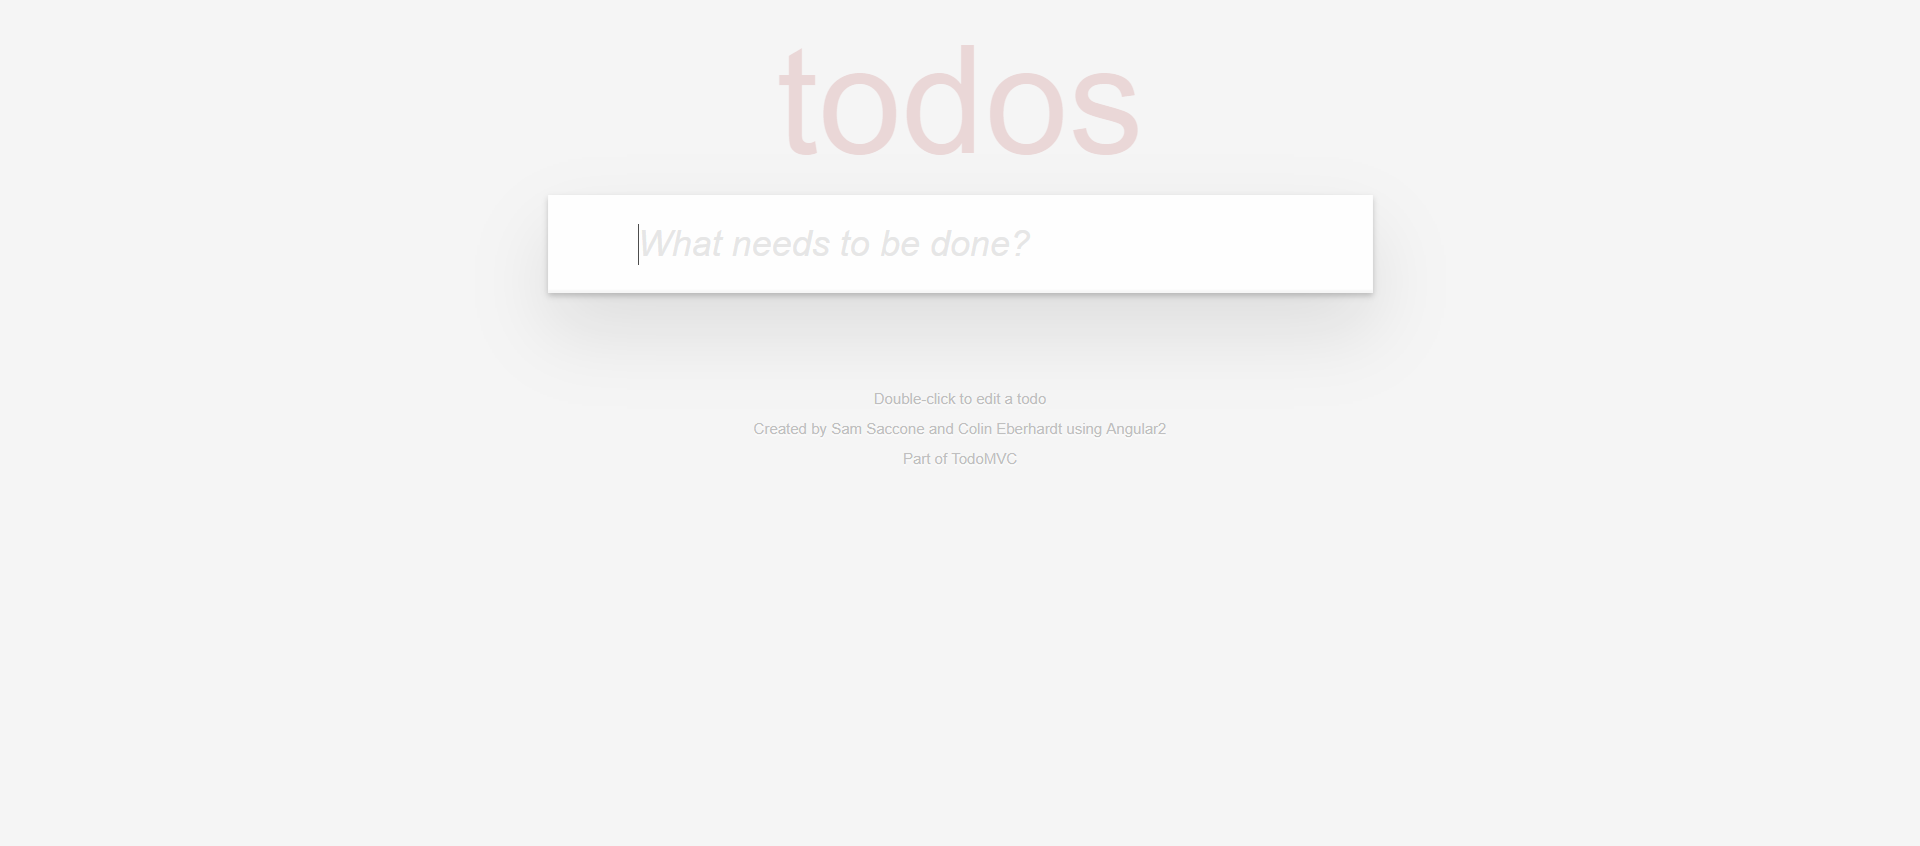 todos
What needs to be done?
Double-click to edit a todo
Created by Sam Saccone and Colin Eberhardt using Angular2
Part of TodoMVC